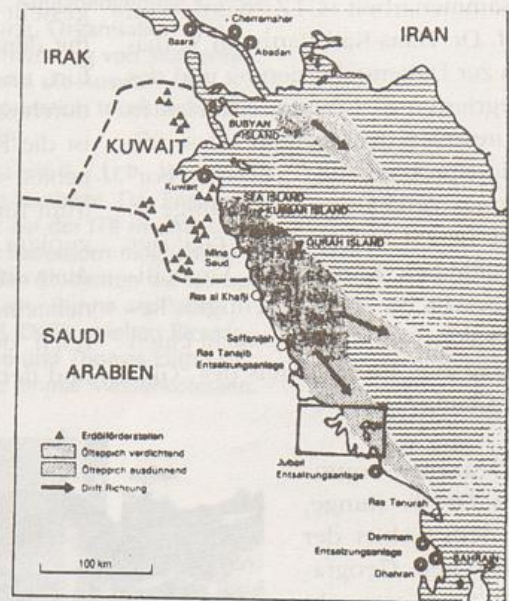 Cherramshar
Basra
Abadan
IRAN
IRAK
BUBYAN
ISLAND
KUWAIT
Kuwait
SEA ISLAND
KUBBAR ISLAND
QURAH ISLAND
Mina
Saud
Ras al Khafji
SAUDI
ARABIEN
Saffanijah
Ras Tanajib
Entsalzungsanlage
Erdölförderstellen
Ölteppich verdichtend
Ölteppich ausdünnend
Drift Richtung
Jubail
Entsalzungsanlage
Ras Tanurah
100 km
Dammam
Entsalzungsanlage
BAHRAIN
Dhahran